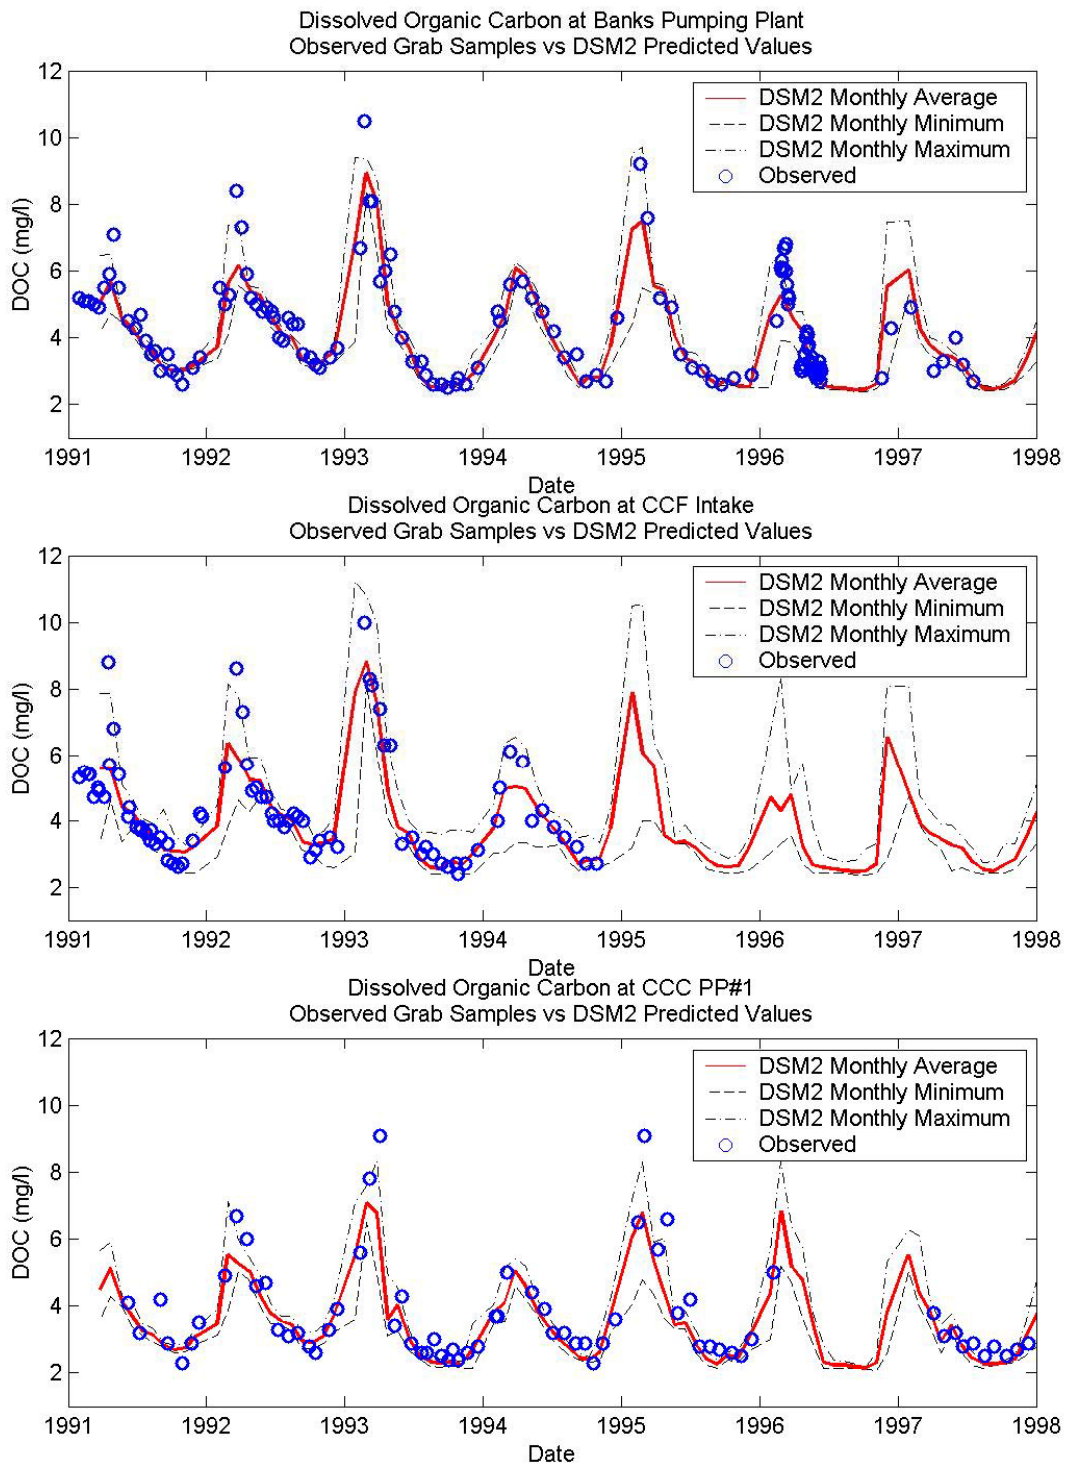 Dissolved Organic Carbon at Banks Pumping Plant
Observed Grab Samples vs DSM2 Predicted Values
12
10
8
6
4
2
DOC (mg/l)
DSM2 Monthly Average
DSM2 Monthly Minimum
DSM2 Monthly Maximum
Observed
1991 1992 1993 1994 1995 1996 1997 1998
Date
Dissolved Organic Carbon at CCF Intake
Observed Grab Samples vs DSM2 Predicted Values
12
10
8
6
4
2
DOC (mg/l)
DSM2 Monthly Average
DSM2 Monthly Minimum
DSM2 Monthly Maximum
Observed
1991 1992 1993 1994 1995 1996 1997 1998
Date
Dissolved Organic Carbon at CCC PP#1
Observed Grab Samples vs DSM2 Predicted Values
12
10
8
6
4
2
DOC (mg/l)
DSM2 Monthly Average
DSM2 Monthly Minimum
DSM2 Monthly Maximum
Observed
1991 1992 1993 1994 1995 1996 1997 1998
Date